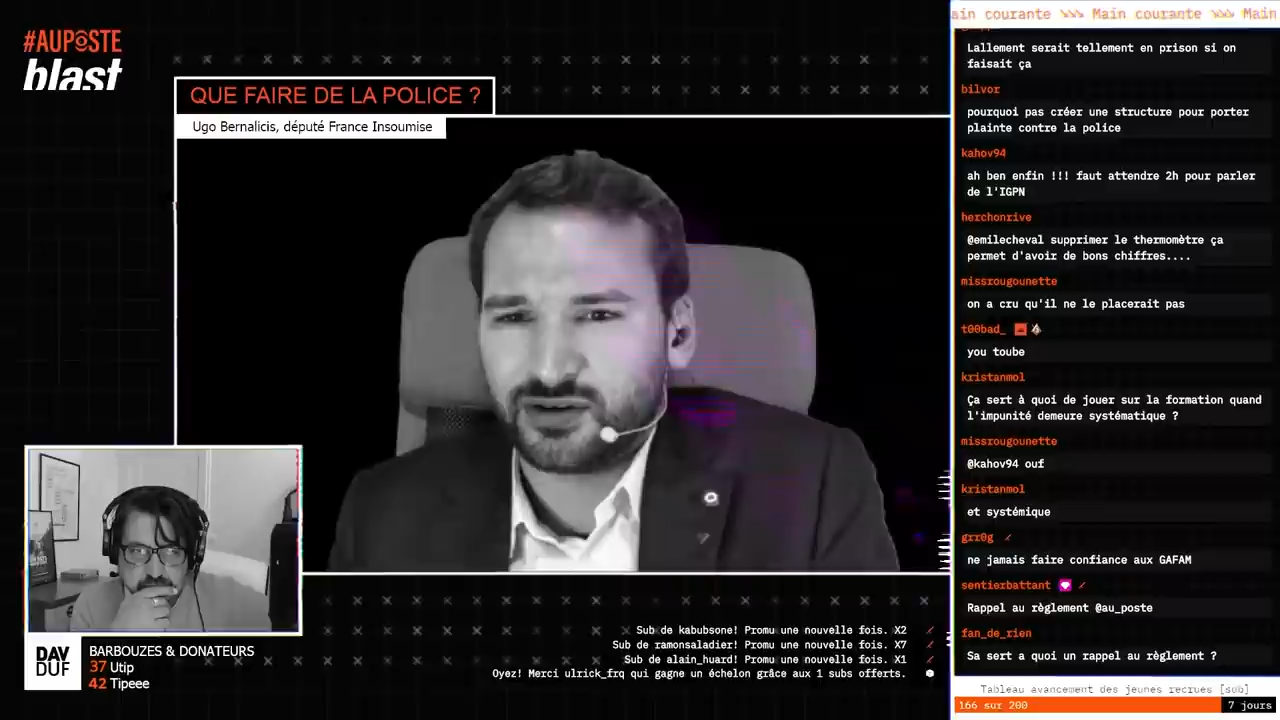 #AUPOSTE
blast
QUE FAIRE DE LA POLICE ?
Ugo Bernalicis, député France Insoumise
DAV
DUF
BARBOUZES & DONATEURS
37 Utip
42 Tipeee
Sub de kabubsone! Promu une nouvelle fois. X2
Sub de ramonsaladier! Promu une nouvelle fois. X7
Sub de alain_huard! Promu une nouvelle fois. X1
Oyez! Merci ulrick_frq qui gagne un échelon grâce aux 1 subs offerts.
ain courante >>> Main courante >>> Main
Lallement serait tellement en prison si on
faisait ça
bilvor
pourquoi pas créer une structure pour porter
plainte contre la police
kahov94
ah ben enfin !!! faut attendre 2h pour parler
de l'IGPN
herchonrive
@emilecheval supprimer le thermomètre ça
permet d'avoir de bons chiffres....
missrougounette
on a cru qu'il ne le placerait pas
t00bad_
you toube
kristanmol
Ça sert à quoi de jouer sur la formation quand
l'impunité demeure systématique ?
missrougounette
@kahov94 ouf
kristanmol
et systémique
grr0g
ne jamais faire confiance aux GAFAM
sentierbattant
Rappel au règlement @au_poste
fan_de_rien
Sa sert a quoi un rappel au règlement ?
Tableau avancement des jeunes recrues [sub]
166 sur 200
7 jours